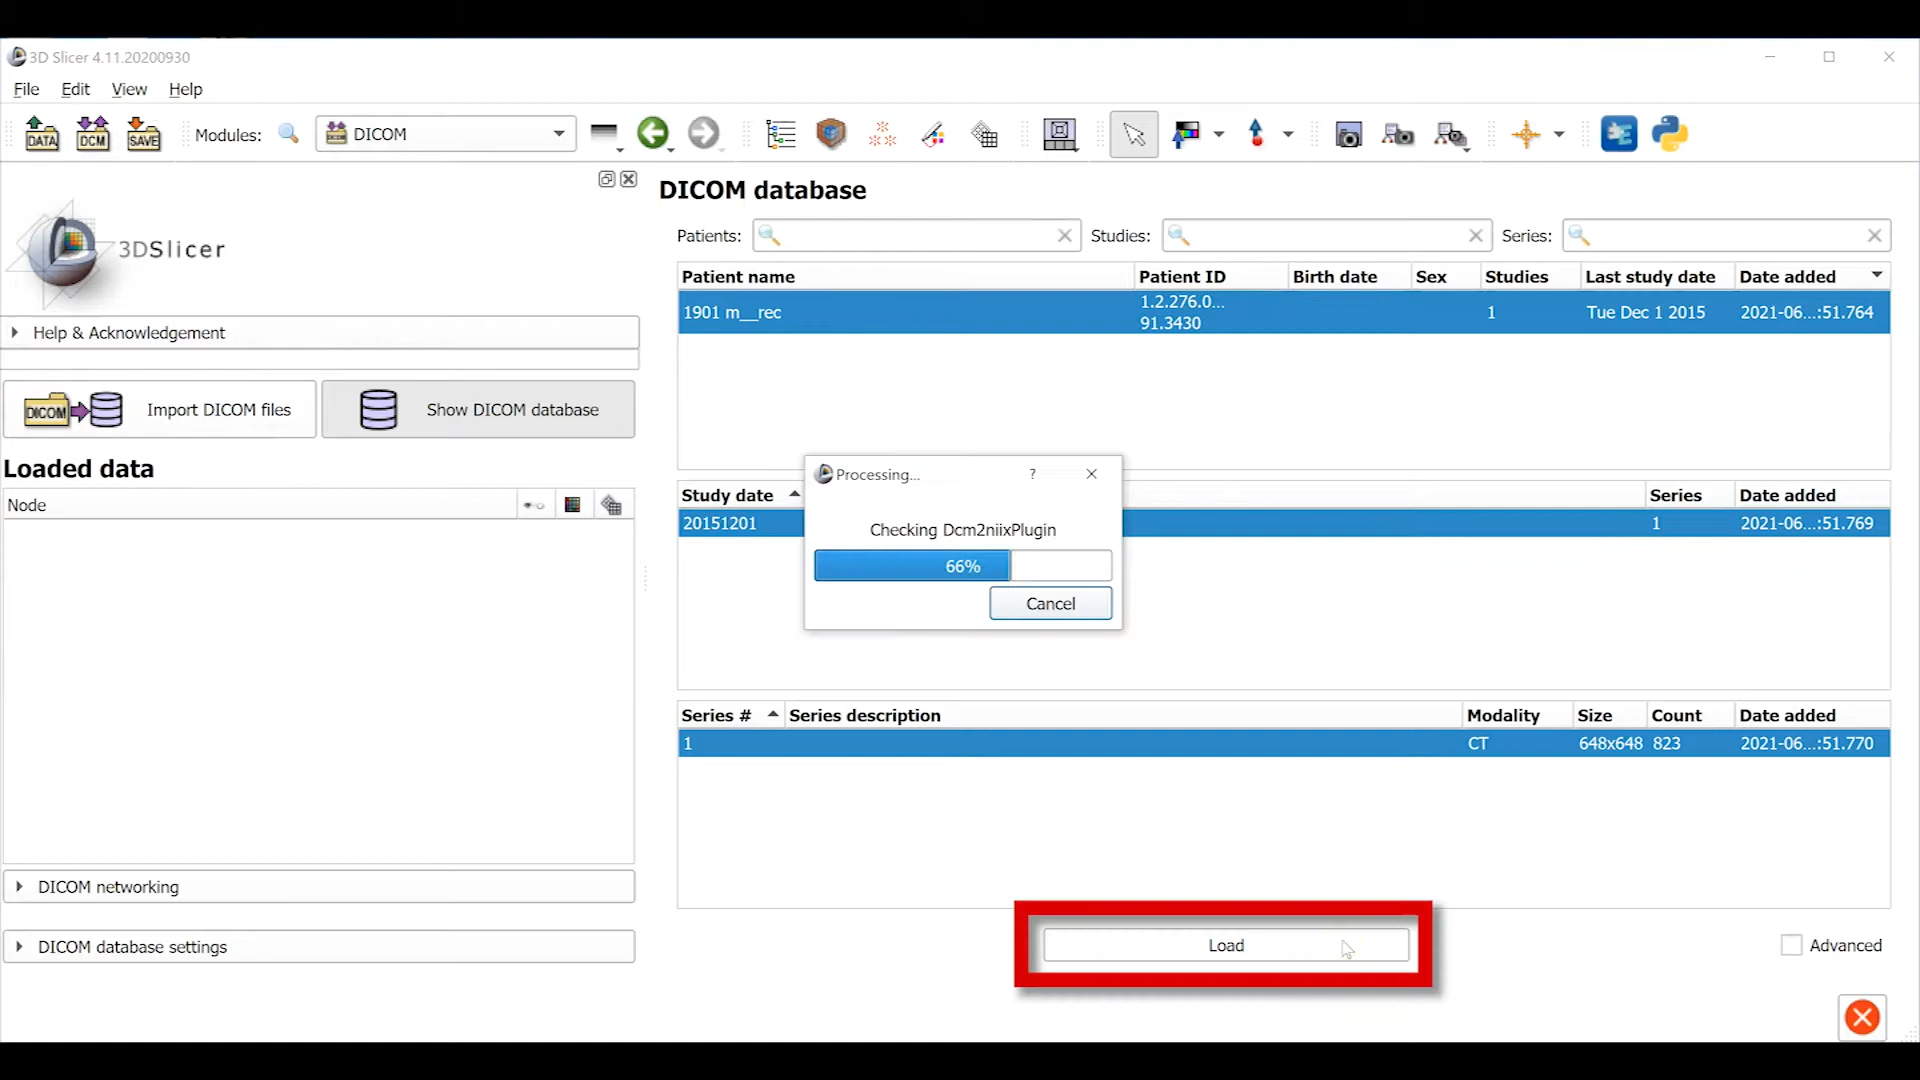 3D Slicer 4.11.20200930
File Edit View Help
DATA DCM SAVE Modules: DICOM
DICOM database
Patients: Studies: Series:
3DSlicer
Patient name Patient ID Birth date Sex Studies Last study date Date added
1901 m__rec 1.2.276.0...
91.3430 1 Tue Dec 1 2015 2021-06...:51.764
Help & Acknowledgement
DICOM Import DICOM files Show DICOM database
Loaded data
Node
Processing... ?
Study date Series Date added
20151201 1 2021-06...:51.769
Checking Dcm2niixPlugin
66%
Cancel
Series # Series description Modality Size Count Date added
1 CT 648x648 823 2021-06...:51.770
DICOM networking
DICOM database settings
Load
Advanced